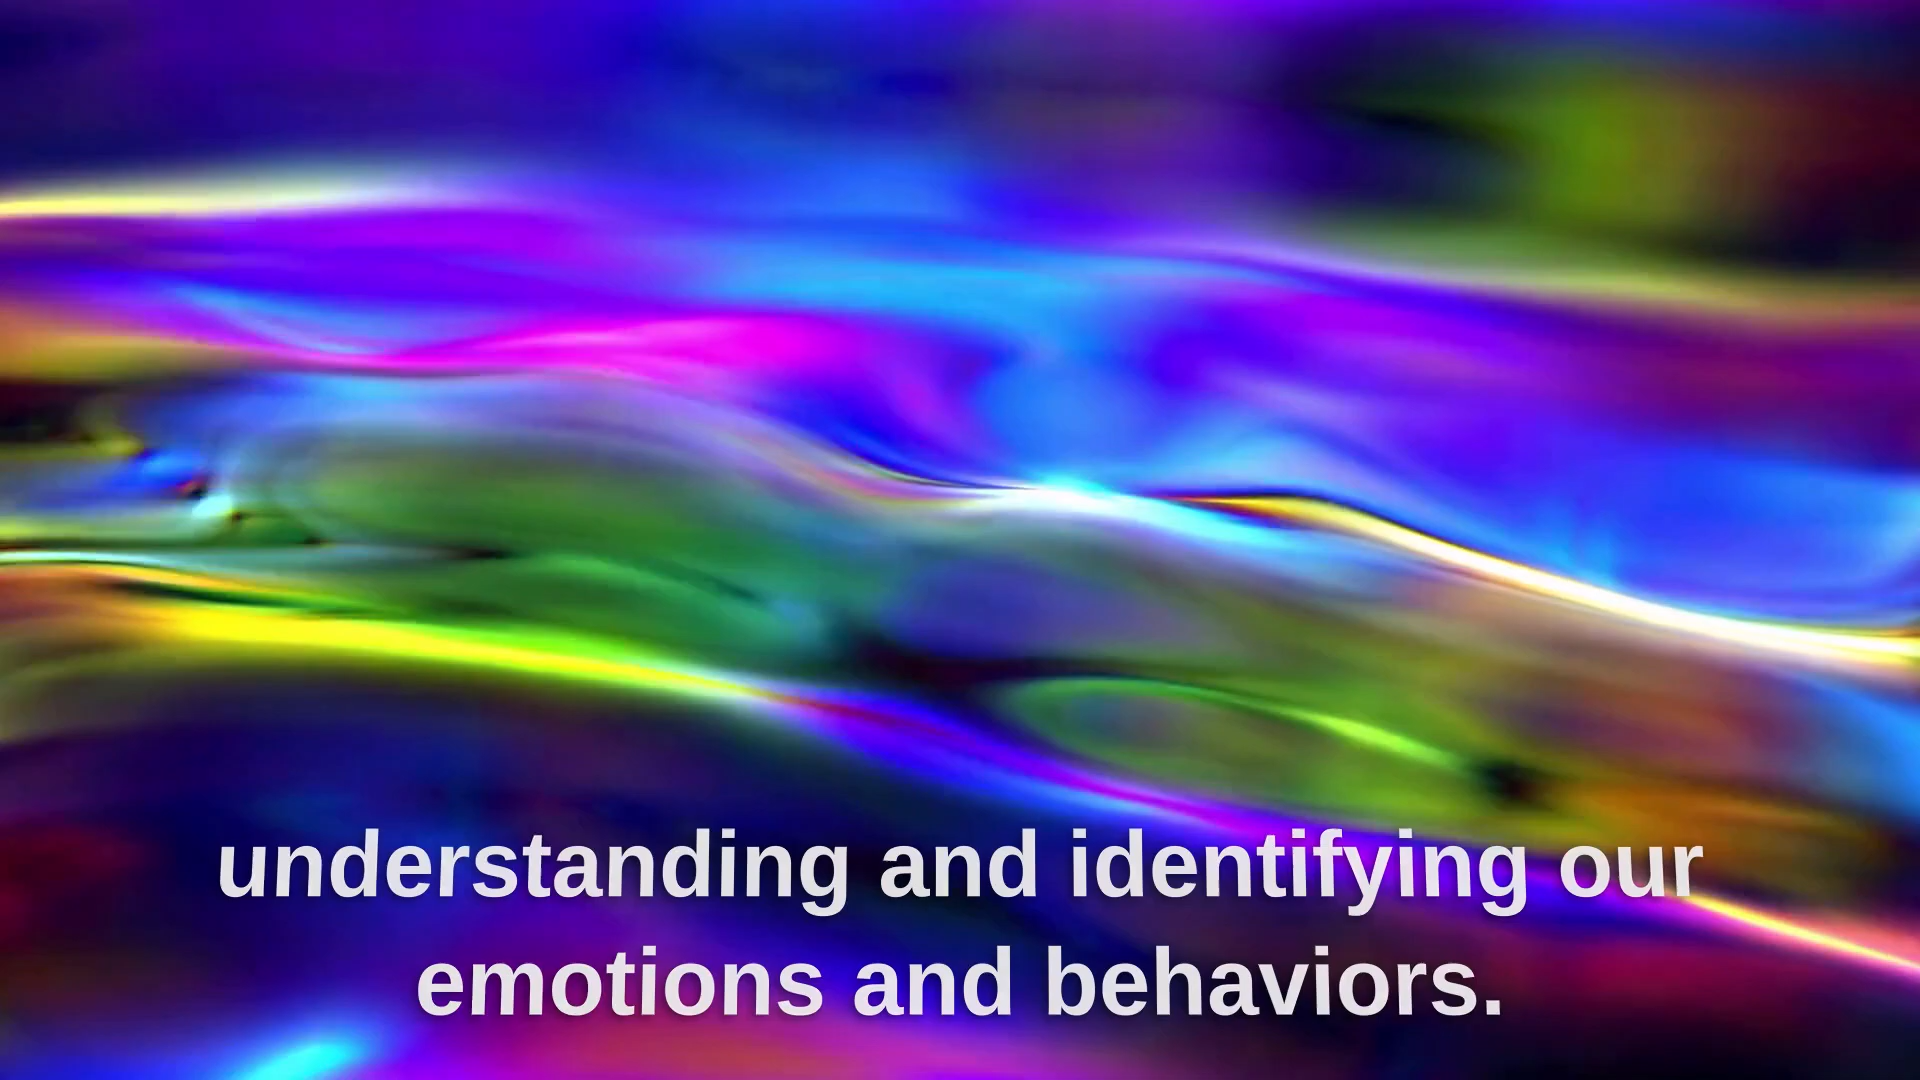 understanding and identifying our
emotions and behaviors.